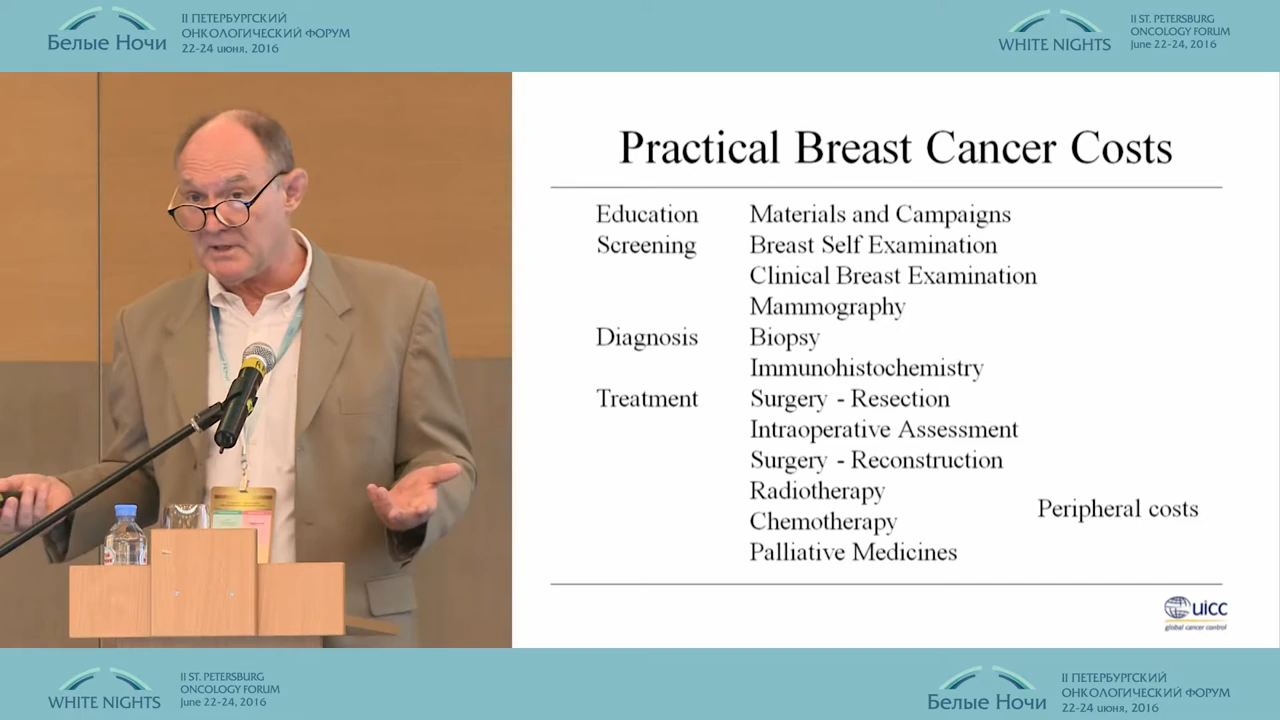 Белые Ночи
II ПЕТЕРБУРГСКИЙ
ОНКОЛОГИЧЕСКИЙ ФОРУМ
22-24 июня, 2016
WHITE NIGHTS
II ST. PETERSBURG
ONCOLOGY FORUM
June 22-24, 2016
Practical Breast Cancer Costs
Education Materials and Campaigns
Screening Breast Self Examination
Clinical Breast Examination
Mammography
Diagnosis Biopsy
Immunohistochemistry
Treatment Surgery - Resection
Intraoperative Assessment
Surgery - Reconstruction
Radiotherapy
Peripheral costs
Chemotherapy
Palliative Medicines
uicc
global cancer control
WHITE NIGHTS
II ST. PETERSBURG
ONCOLOGY FORUM
June 22-24, 2016
Белые Ночи
II ПЕТЕРБУРГСКИЙ
ОНКОЛОГИЧЕСКИЙ ФОРУМ
22-24 июня, 2016